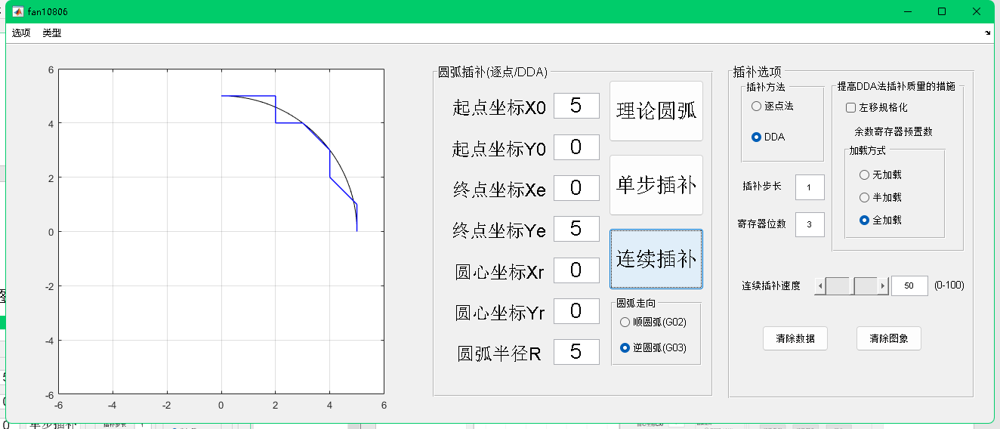 fan10806
选项 类型
6
4
2
0
-2
-4
-6
-6 -4 -2 0 2 4 6
圆弧插补(逐点/DDA)
起点坐标X0 5
起点坐标Y0 0
终点坐标Xe 0
终点坐标Ye 5
圆心坐标Xr 0
圆心坐标Yr 0
圆弧半径R 5
理论圆弧
单步插补
连续插补
圆弧走向
顺圆弧(G02)
逆圆弧(G03)
插补选项
插补方法
逐点法
DDA
插补步长 1
寄存器位数 3
提高DDA法插补质量的措施
左移规格化
余数寄存器预置数
加载方式
无加载
半加载
全加载
连续插补速度 50 (0-100)
清除数据 清除图象